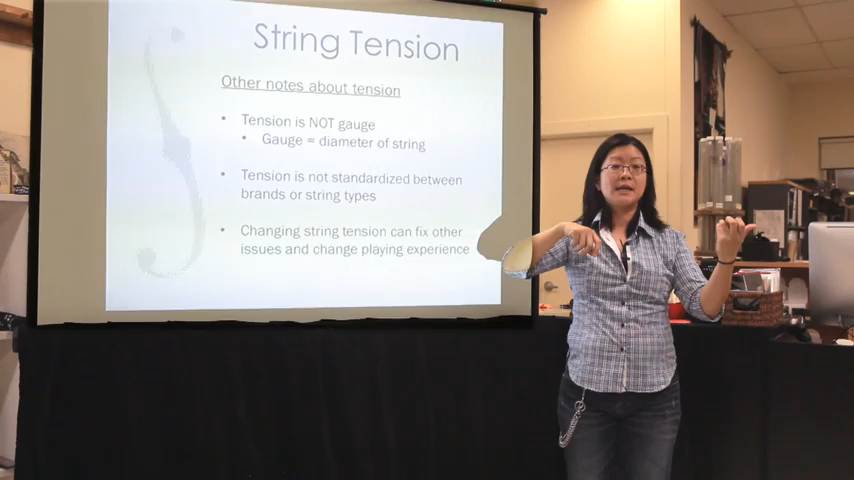 String Tension
Other notes about tension
• Tension is NOT gauge
• Gauge = diameter of string
• Tension is not standardized between
brands or string types
• Changing string tension can fix other
issues and change playing experience